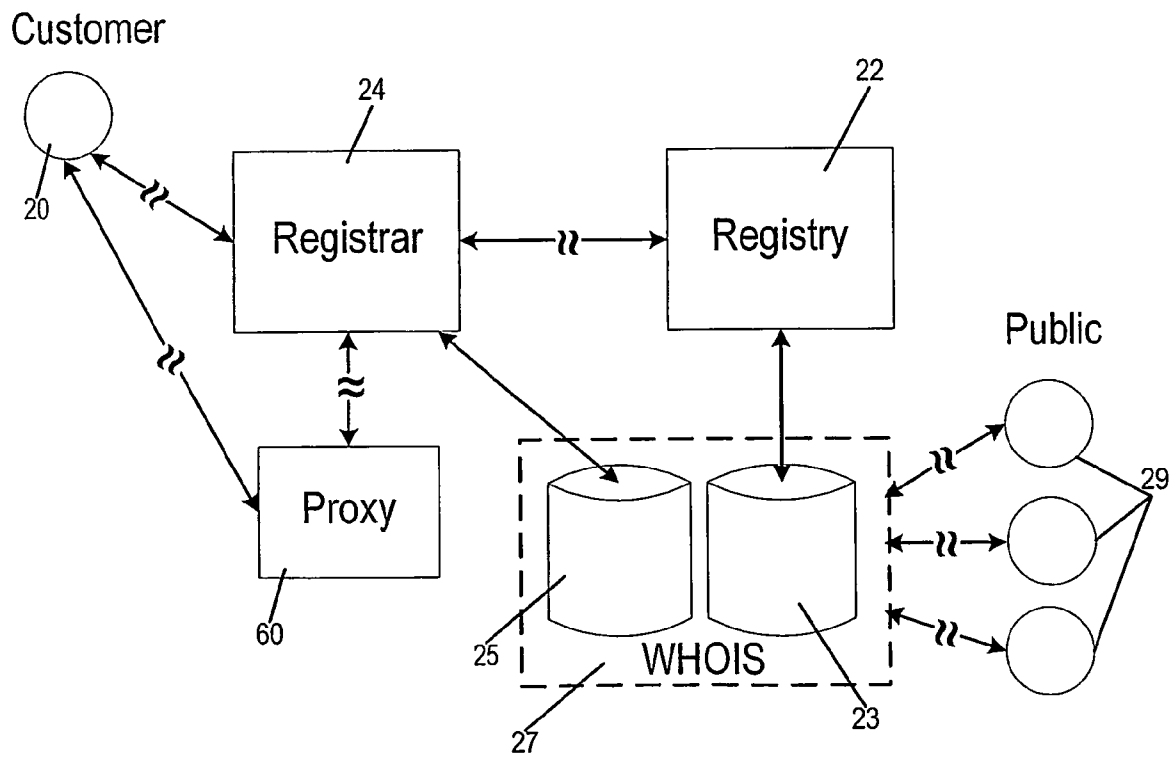 Customer
24
22
20
Registrar
Registry
Public
Proxy
29
60
25
WHOIS
27
23